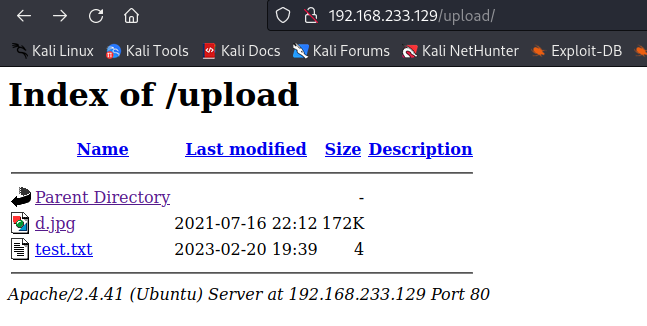 192.168.233.129/upload/
Kali Linux Kali Tools Kali Docs Kali Forums Kali NetHunter Exploit-DB
Index of /upload
Name Last modified Size Description
Parent Directory -
d.jpg 2021-07-16 22:12 172K
test.txt 2023-02-20 19:39 4
Apache/2.4.41 (Ubuntu) Server at 192.168.233.129 Port 80